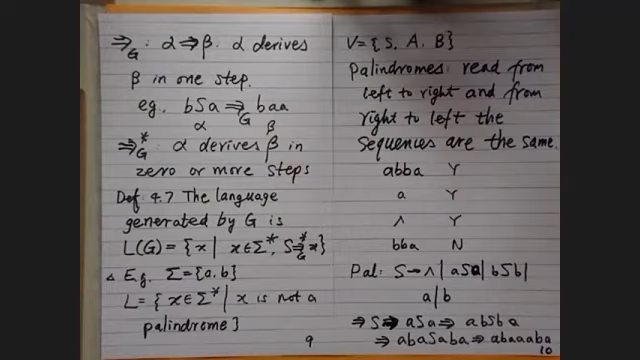 ⇒G : α ⇒ β. α derives
β in one step.
eg. bSa ⇒G baa
α β
⇒*G : α derives β in
zero or more steps
Def 4.7 The language
generated by G is
L(G) = { x | x ∈ Σ*, S ⇒*G x }
△ E.g. Σ = {a, b}
L = { x ∈ Σ* | x is not a
palindrome }
9
V = { S, A, B }
palindromes: read from
left to right and from
right to left the
sequences are the same.
abba Y
a Y
Λ Y
bba N
Pal: S → Λ | aSa | bSb |
a | b
⇒ S ⇒ aSa ⇒ abSba
⇒ abaSaba ⇒ abaaaba
10